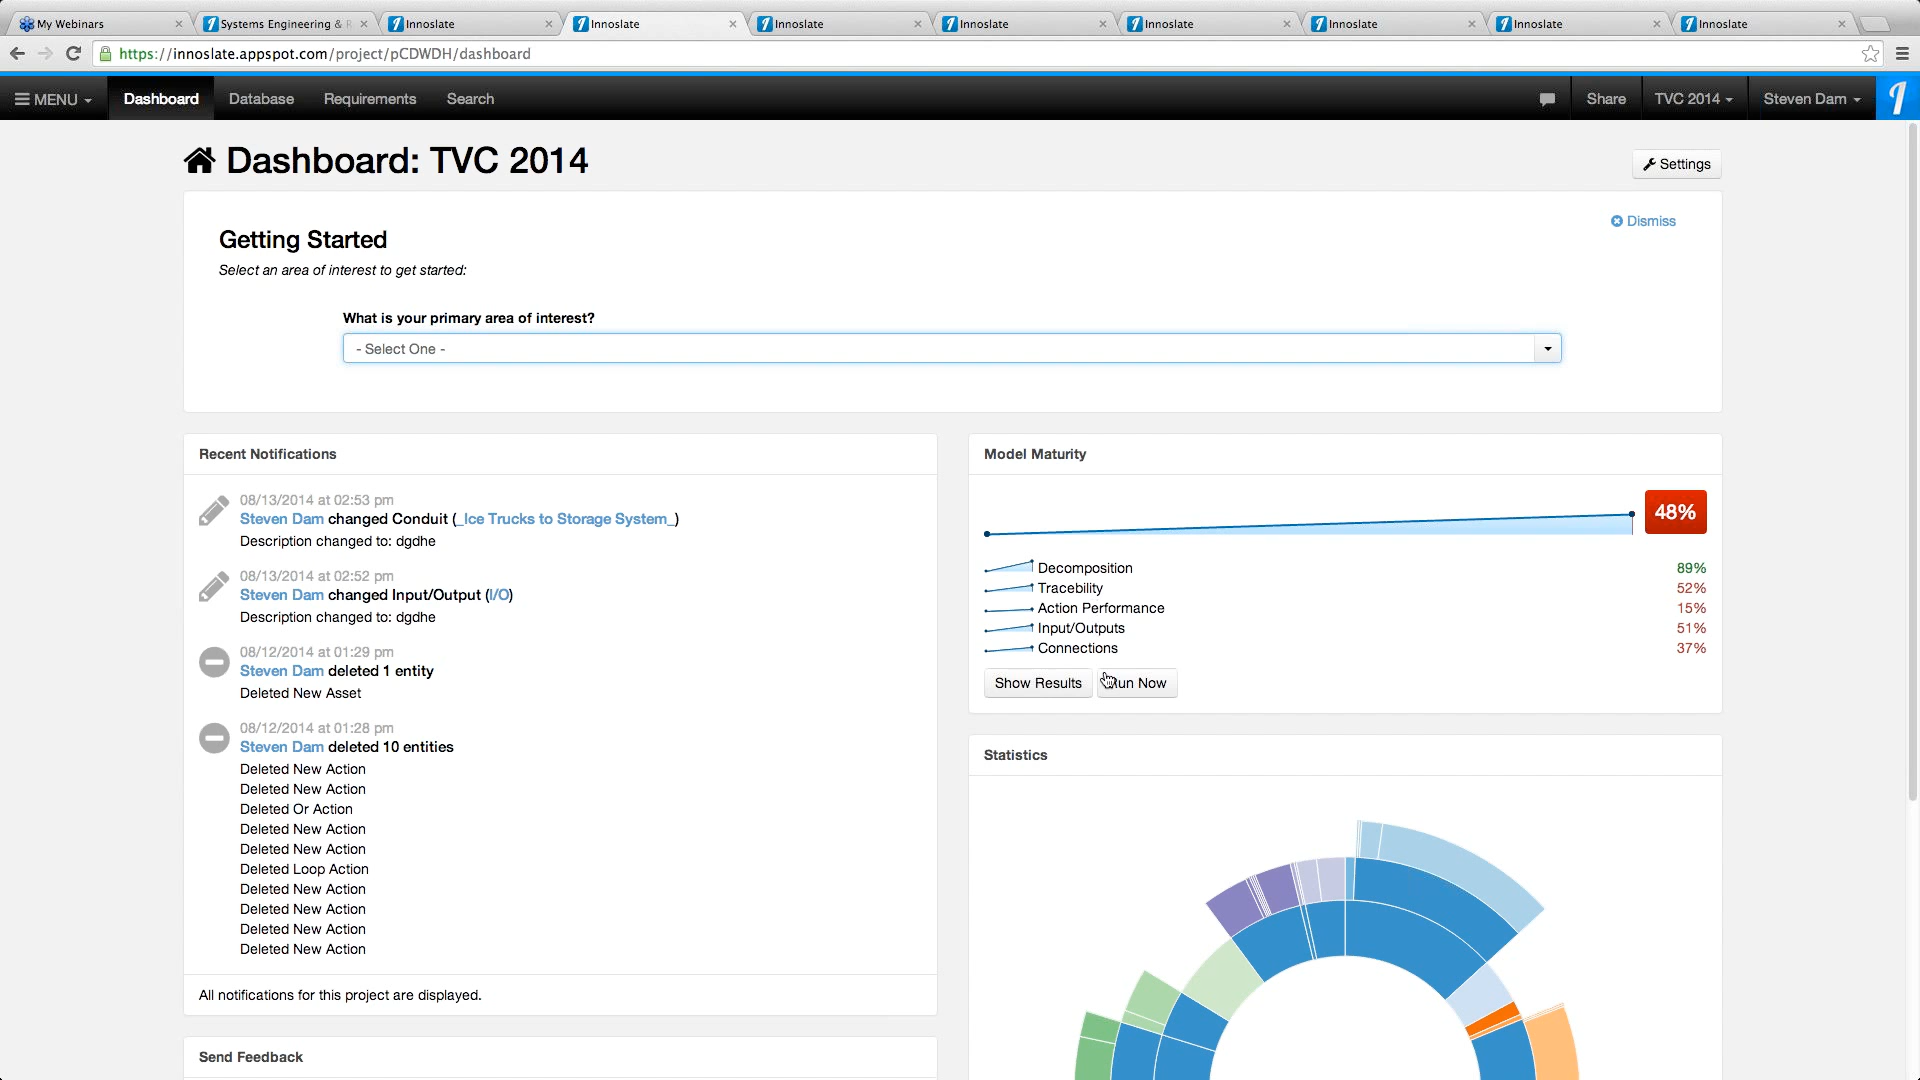 My Webinars
Systems Engineering & R
Innoslate
Innoslate
Innoslate
Innoslate
Innoslate
Innoslate
Innoslate
Innoslate
https://innoslate.appspot.com/project/pCDWDH/dashboard
MENU
Dashboard
Database
Requirements
Search
Share
TVC 2014
Steven Dam
Dashboard: TVC 2014
Settings
Dismiss
Getting Started
Select an area of interest to get started:
What is your primary area of interest?
- Select One -
Recent Notifications
08/13/2014 at 02:53 pm
Steven Dam changed Conduit (_Ice Trucks to Storage System_)
Description changed to: dgdhe
08/13/2014 at 02:52 pm
Steven Dam changed Input/Output (I/O)
Description changed to: dgdhe
08/12/2014 at 01:29 pm
Steven Dam deleted 1 entity
Deleted New Asset
08/12/2014 at 01:28 pm
Steven Dam deleted 10 entities
Deleted New Action
Deleted New Action
Deleted Or Action
Deleted New Action
Deleted New Action
Deleted Loop Action
Deleted New Action
Deleted New Action
Deleted New Action
Deleted New Action
All notifications for this project are displayed.
Send Feedback
Model Maturity
48%
Decomposition 89%
Tracebility 52%
Action Performance 15%
Input/Outputs 51%
Connections 37%
Show Results
Run Now
Statistics